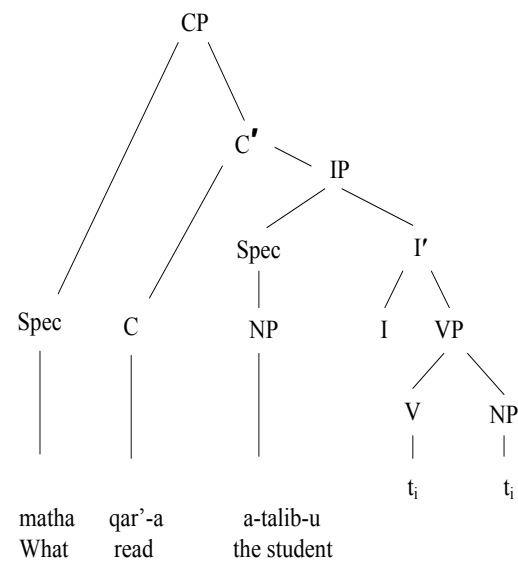 CP
C′
IP
Spec
I′
Spec
C
NP
I
VP
V
NP
tᵢ
tᵢ
matha qar’-a a-talib-u
What read the student